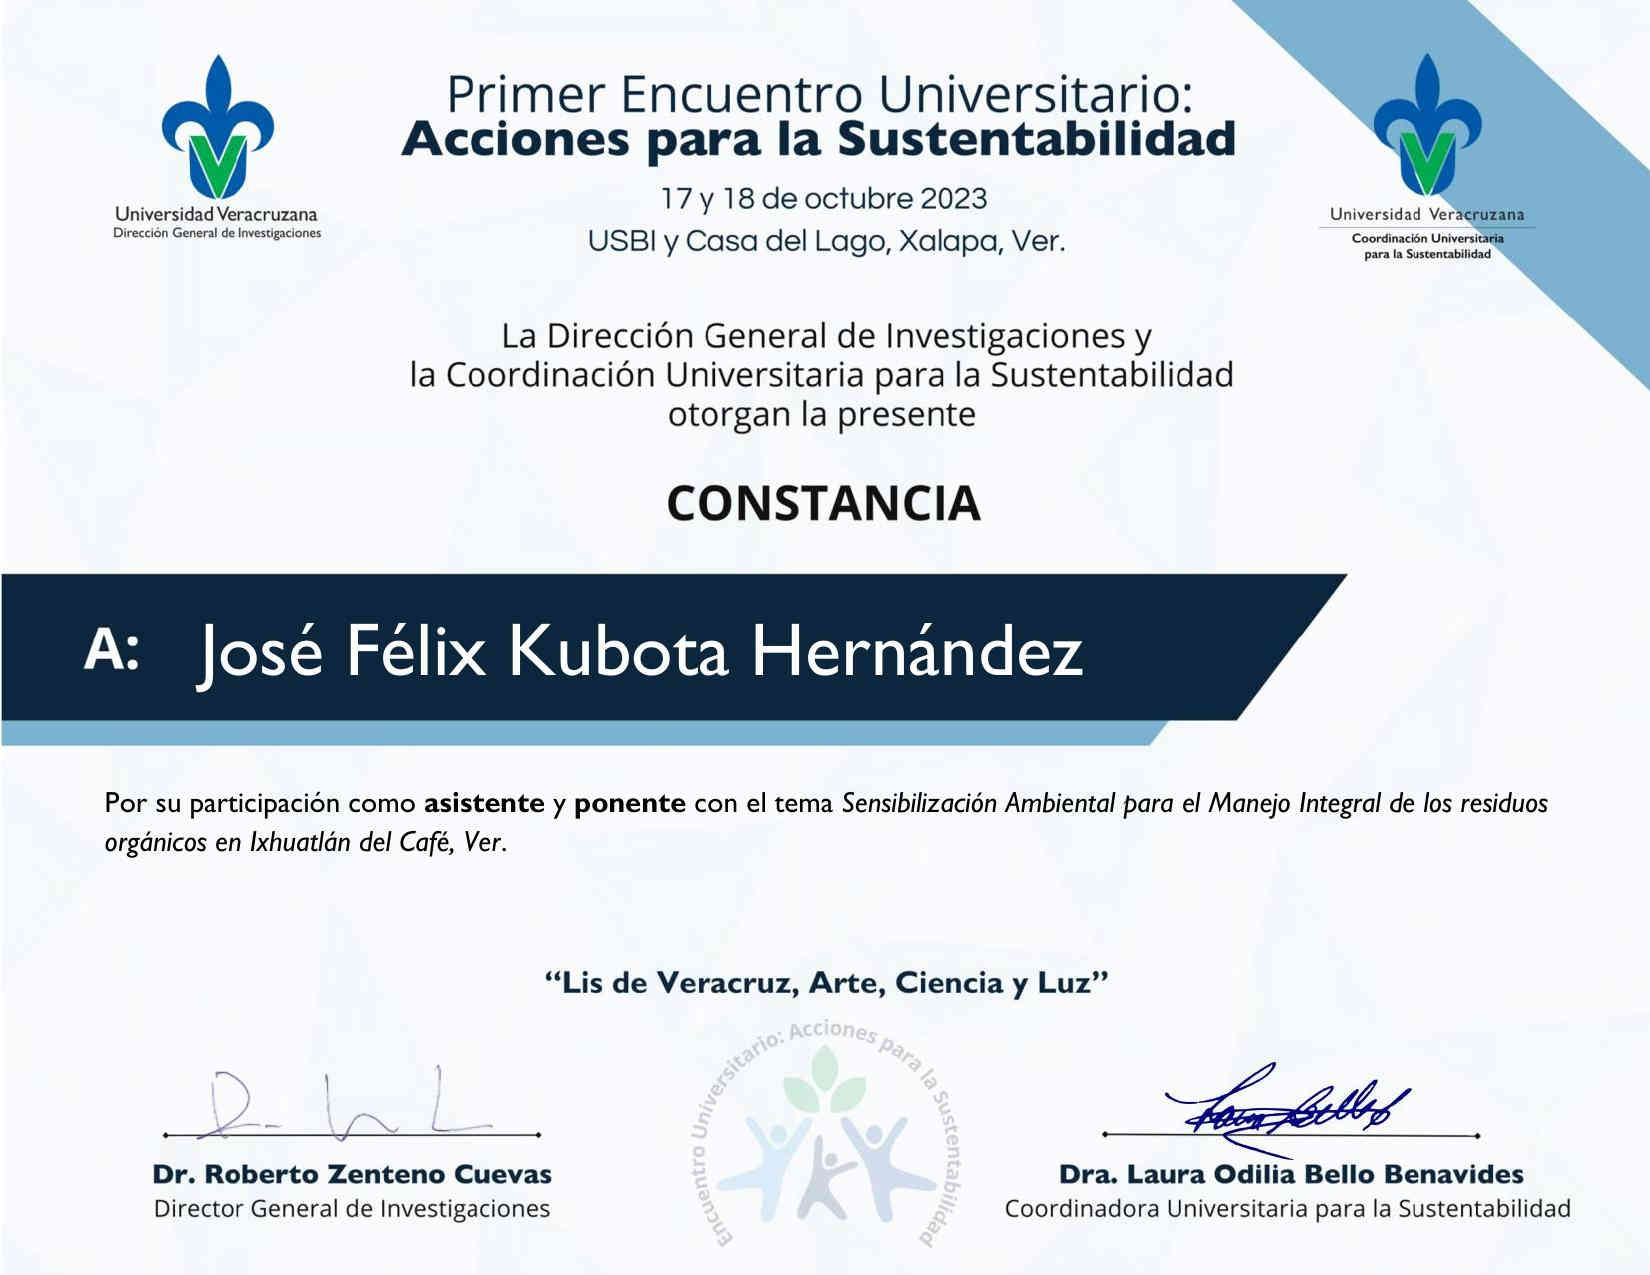 Primer Encuentro Universitario:
Acciones para la Sustentabilidad
17 y 18 de octubre 2023
USBI y Casa del Lago, Xalapa, Ver.
Universidad Veracruzana
Dirección General de Investigaciones
Universidad Veracruzana
Coordinación Universitaria
para la Sustentabilidad
La Dirección General de Investigaciones y
la Coordinación Universitaria para la Sustentabilidad
otorgan la presente
CONSTANCIA
A: José Félix Kubota Hernández
Por su participación como asistente y ponente con el tema Sensibilización Ambiental para el Manejo Integral de los residuos
orgánicos en Ixhuatlán del Café, Ver.
“Lis de Veracruz, Arte, Ciencia y Luz”
Encuentro Universitario: Acciones para la Sustentabilidad
Dr. Roberto Zenteno Cuevas
Director General de Investigaciones
Dra. Laura Odilia Bello Benavides
Coordinadora Universitaria para la Sustentabilidad